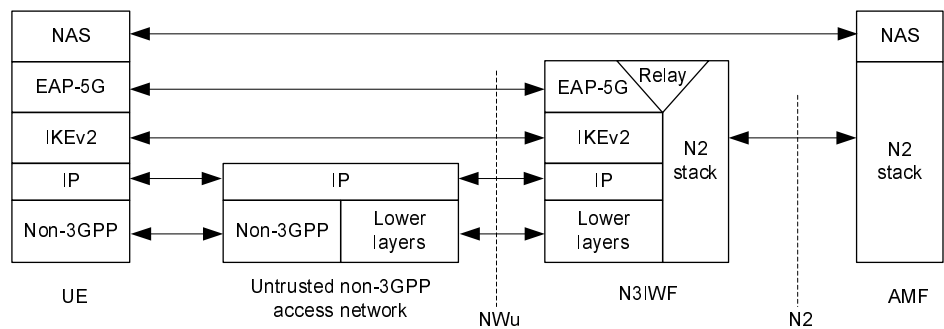 NAS
NAS
EAP-5G
EAP-5G
Relay
IKEv2
IKEv2
N2
stack
N2
stack
IP
IP
IP
Non-3GPP
Non-3GPP
Lower
layers
Lower
layers
UE
Untrusted non-3GPP
access network
N3IWF
AMF
NWu
N2